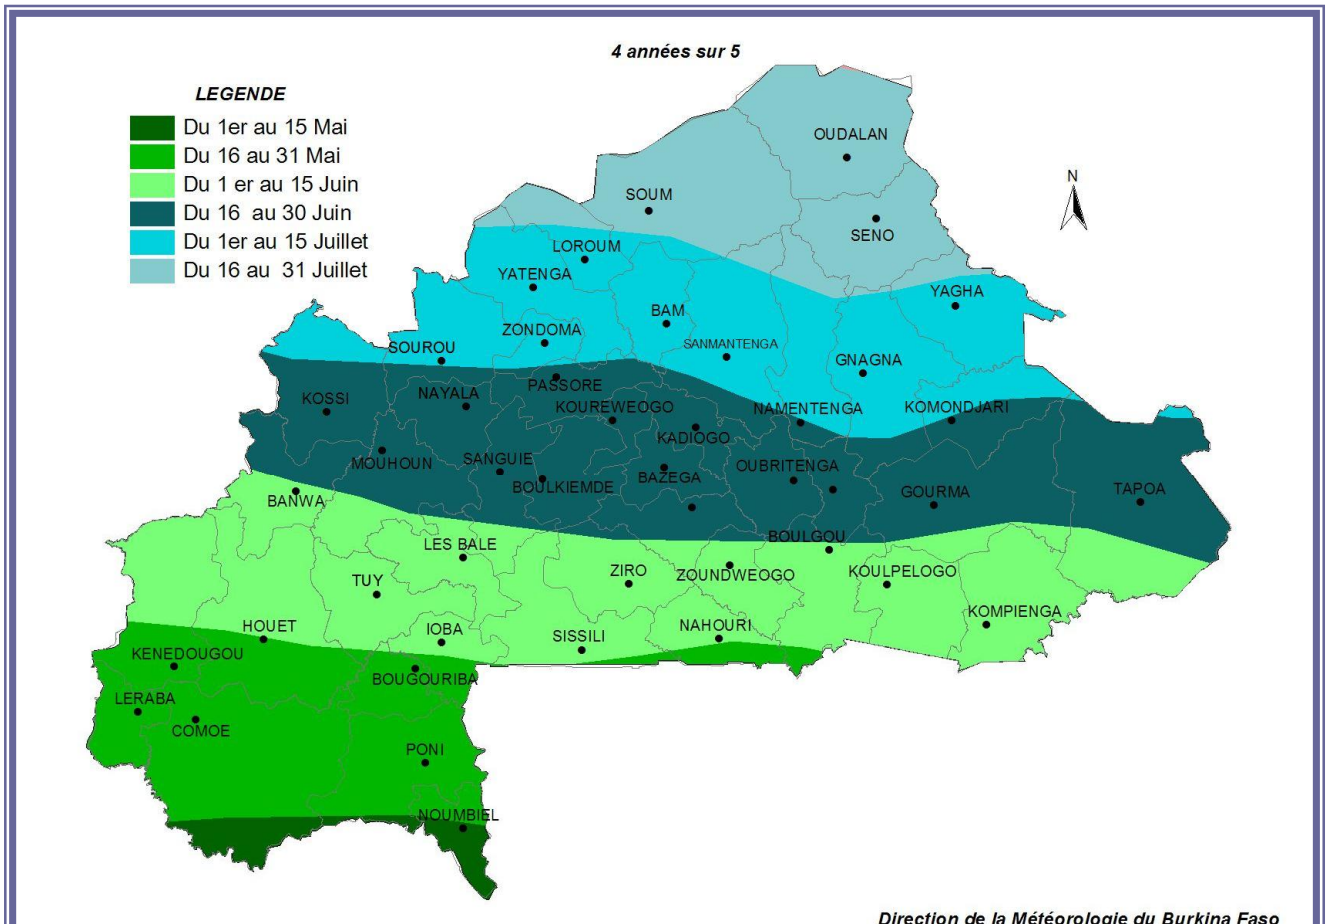 4 années sur 5
LEGENDE
Du 1er au 15 Mai
Du 16 au 31 Mai
Du 1 er au 15 Juin
Du 16 au 30 Juin
Du 1er au 15 Juillet
Du 16 au 31 Juillet
N
OUDALAN
SOUM
SENO
LOROUM
YATENGA
YAGHA
BAM
ZONDOMA
SANMANTENGA
SOUROU
GNAGNA
PASSORE
NAYALA
KOSSI
KOUREWEOGO
NAMENTENGA
KOMONDJARI
KADIOGO
MOUHOUN
SANGUIE
OUBRITENGA
BOULKIEMDE
BAZEGA
GOURMA
TAPOA
BANWA
BOULGOU
LES BALE
TUY
ZIRO
ZOUNDWEOGO
KOULPELOGO
KOMPIENGA
HOUET
IOBA
SISSILI
NAHOURI
KENEDOUGOU
BOUGOURIBA
LERABA
COMOE
PONI
NOUMBIEL
Direction de la Météorologie du Burkina Faso